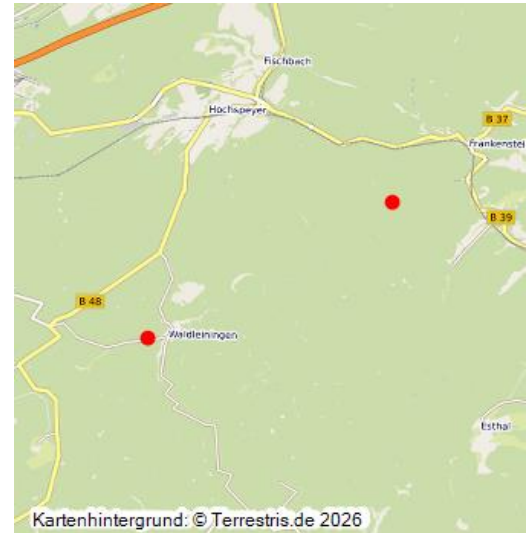 Fischbach
Hochspeyer
B 37
Frankenstei
B 39
B 48
Waldleiningen
Esthal
Kartenhintergrund: © Terrestris.de 2026